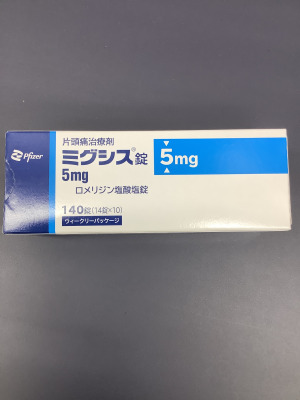 片頭痛治療剤
Pfizer
ミグシス®錠
5mg
5mg
ロメリジン塩酸塩錠
140錠(14錠×10)
ウィークリーパッケージ